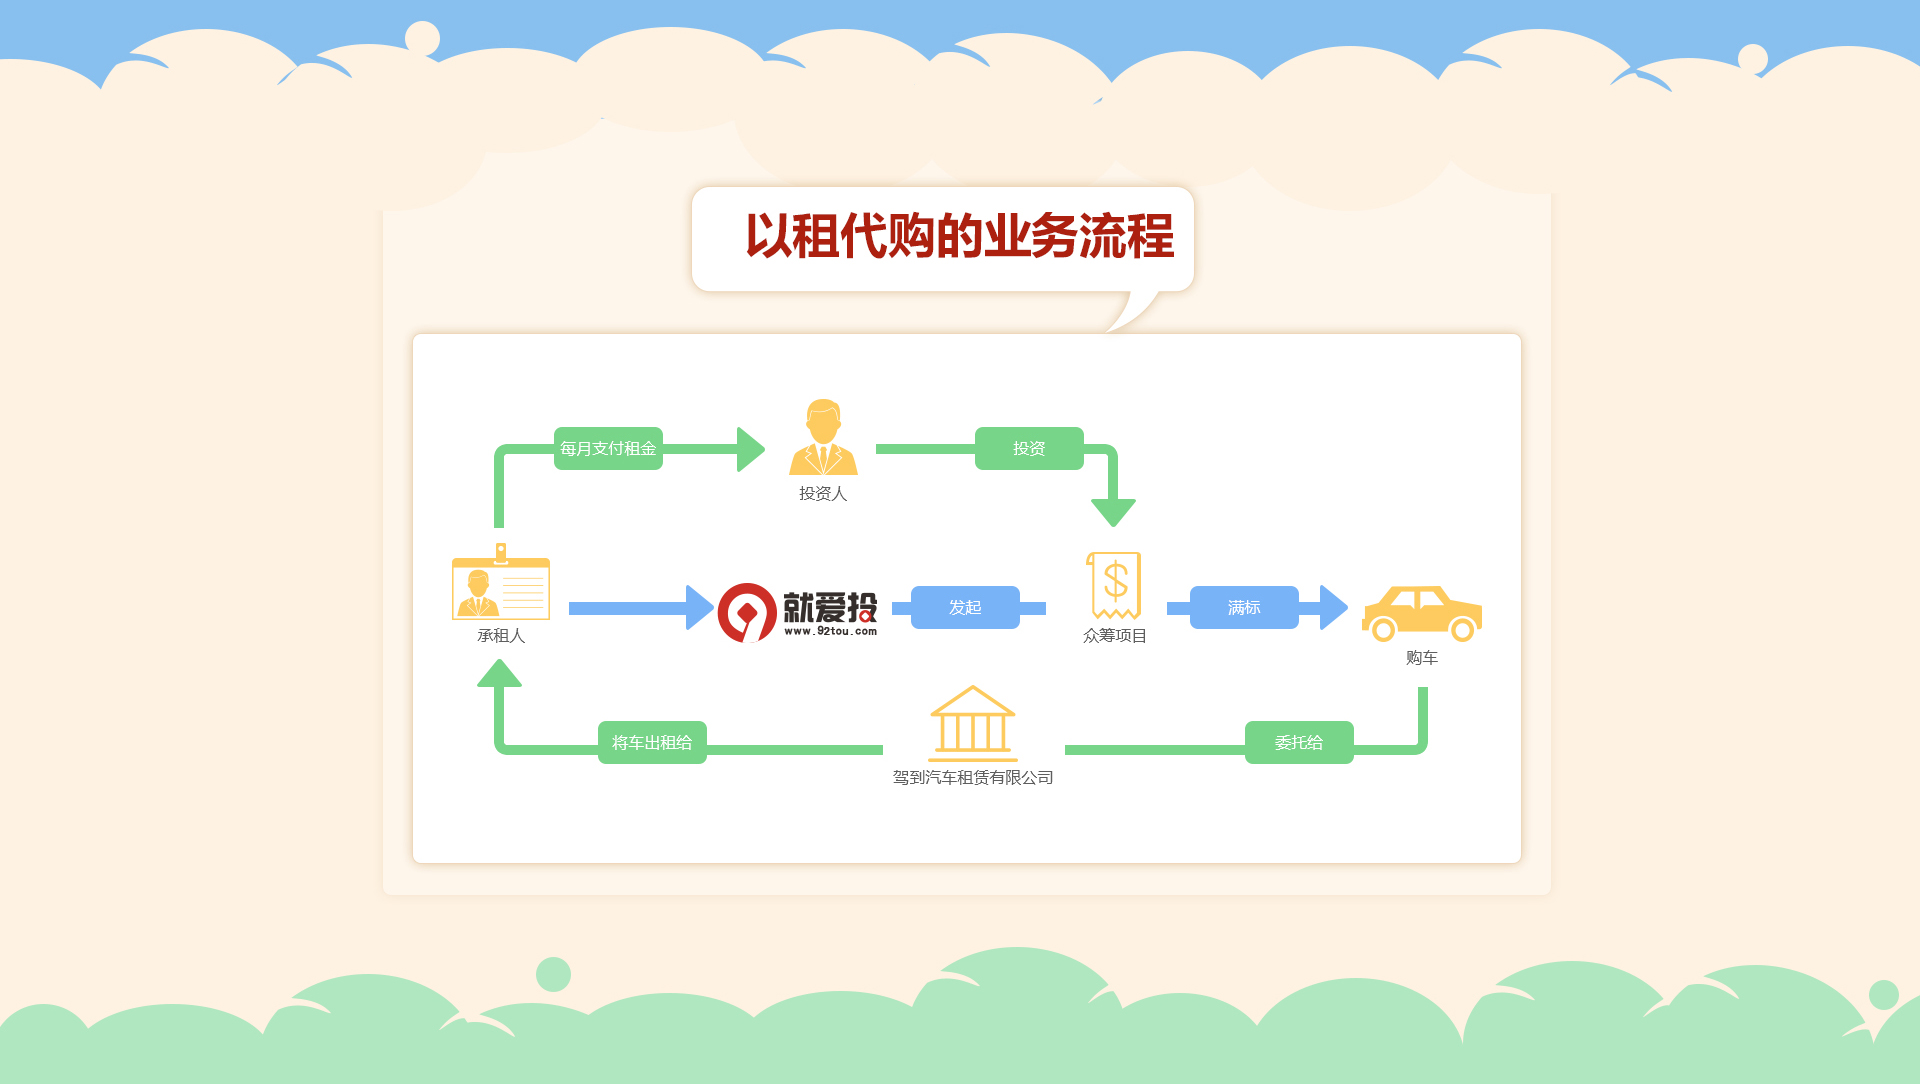 以租代购的业务流程
每月支付租金
投资人
投资
承租人
就爱投
www.92tou.com
发起
众筹项目
满标
购车
将车出租给
驾到汽车租赁有限公司
委托给